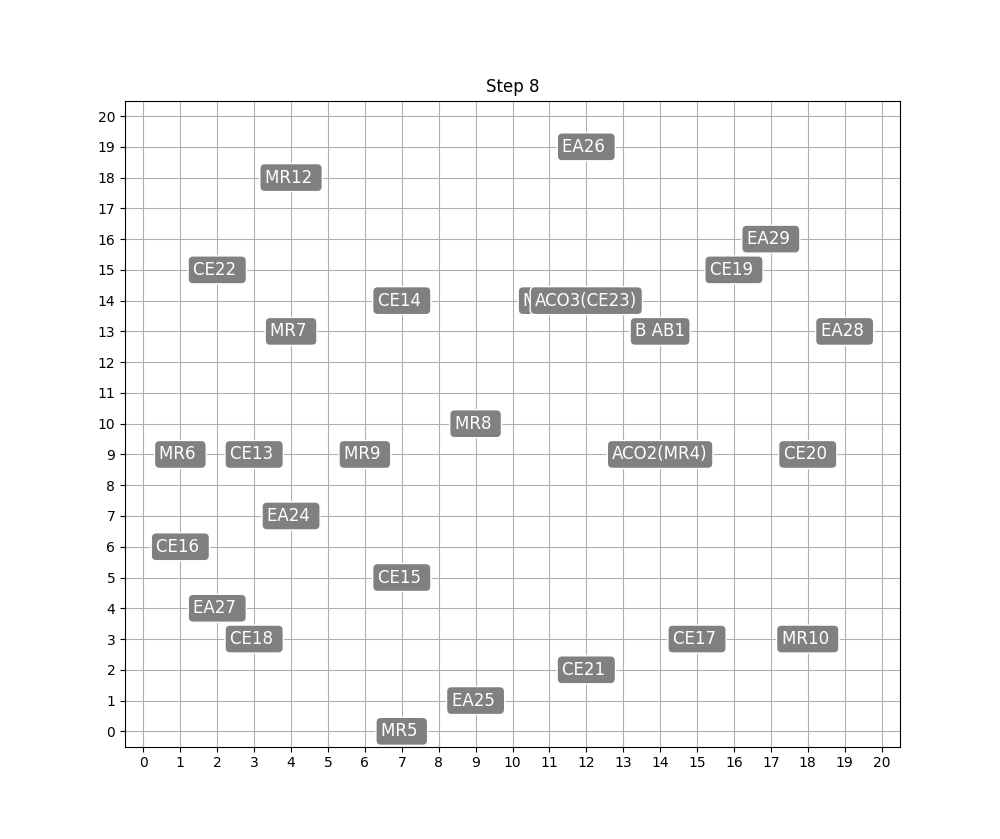 Step 8
20
19
18
17
16
15
14
13
12
11
10
9
8
7
6
5
4
3
2
1
0
EA26
MR12
EA29
CE22
CE19
CE14
ACO3(CE23)
MR7
B AB1
EA28
MR8
MR6
CE13
MR9
ACO2(MR4)
CE20
EA24
CE16
CE15
EA27
CE18
CE17
MR10
CE21
EA25
MR5
0 1 2 3 4 5 6 7 8 9 10 11 12 13 14 15 16 17 18 19 20